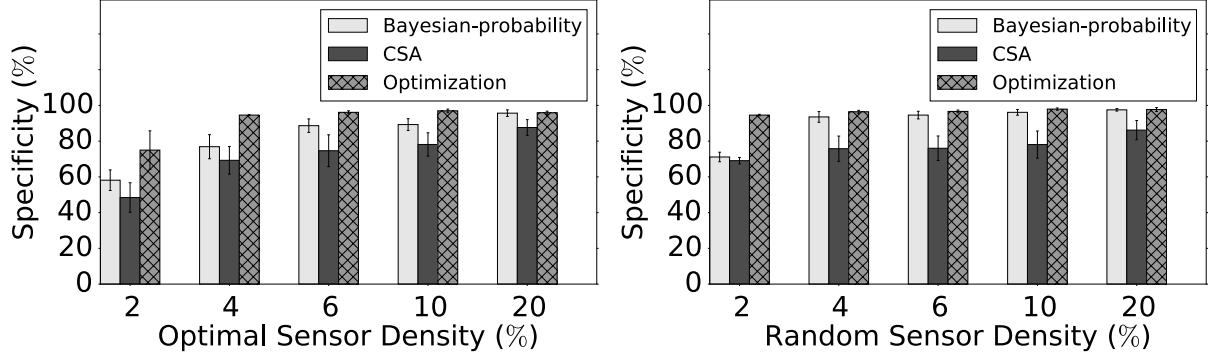 Specificity (%)
100
80
60
40
20
0
Bayesian-probability
CSA
Optimization
2 4 6 10 20
Optimal Sensor Density (%)
Specificity (%)
100
80
60
40
20
0
Bayesian-probability
CSA
Optimization
2 4 6 10 20
Random Sensor Density (%)